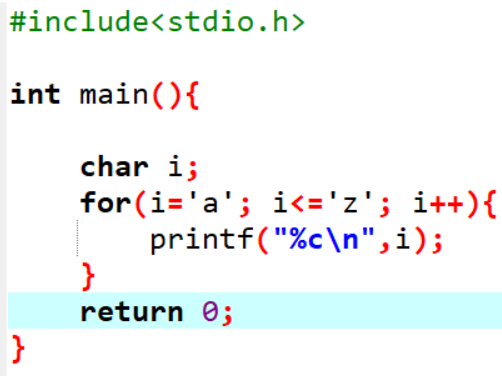 #include<stdio.h>
int main(){
char i;
for(i='a'; i<='z'; i++){
printf("%c\n",i);
}
return 0;
}